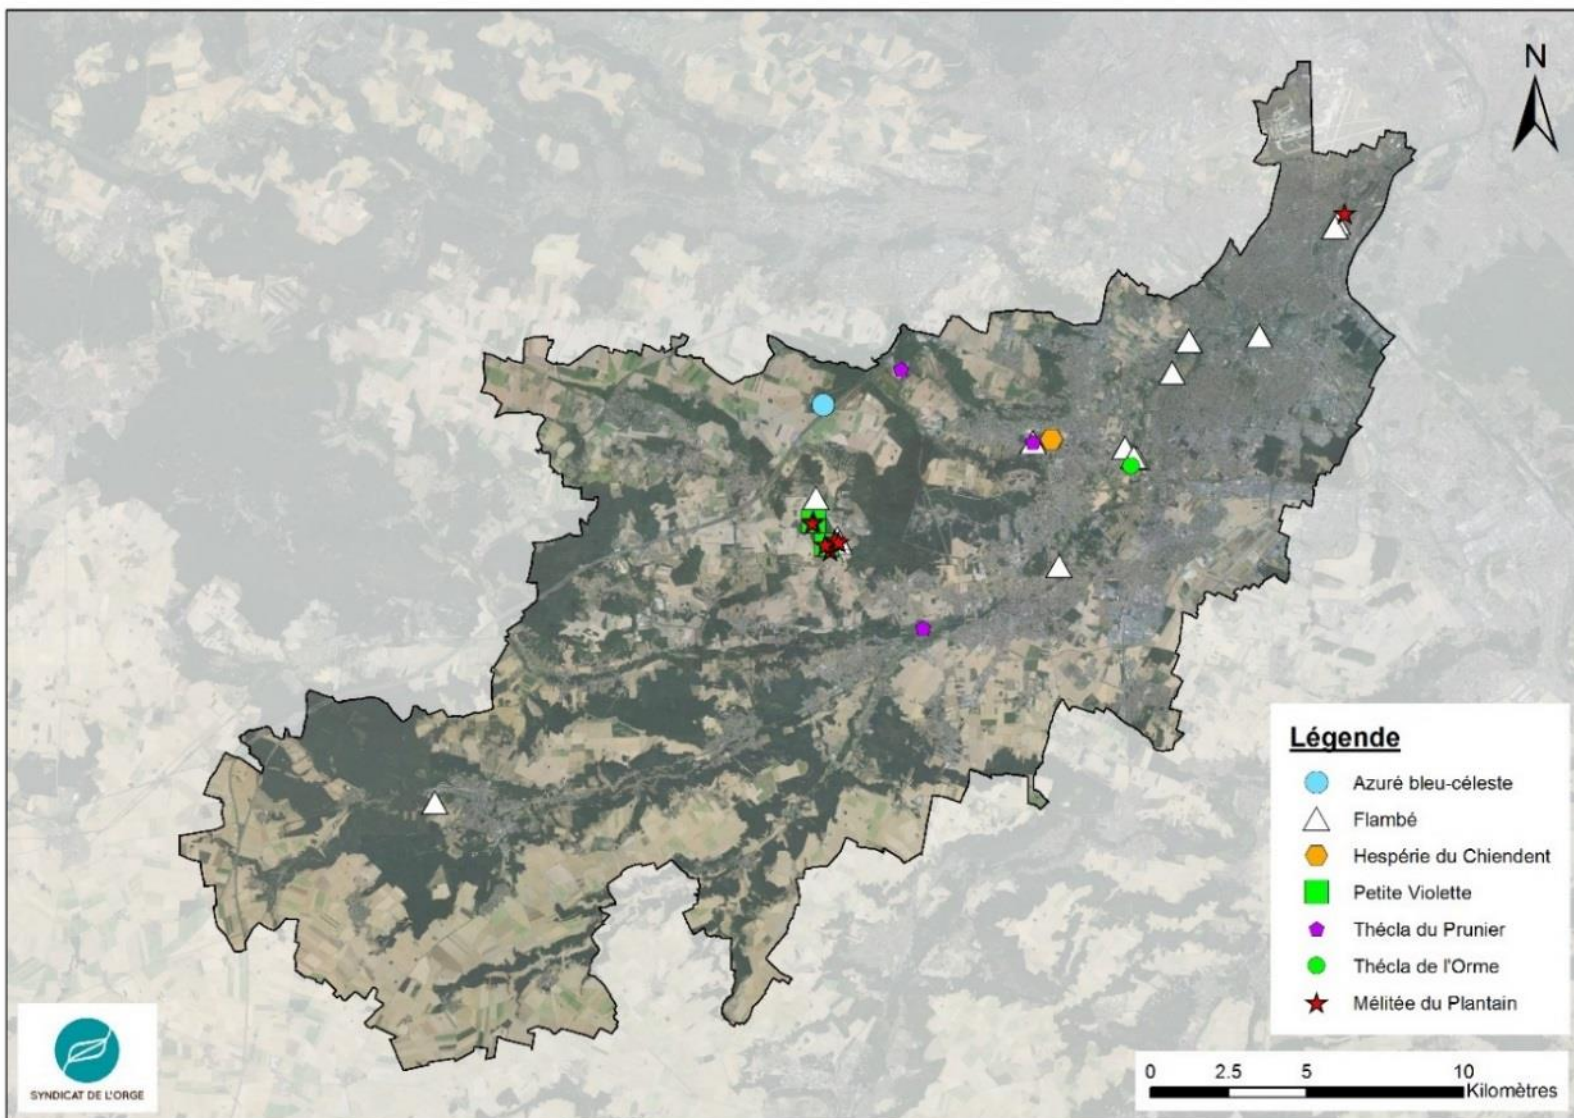 N
Légende
Azuré bleu-céleste
Flambé
Hespérie du Chiendent
Petite Violette
Thécla du Prunier
Thécla de l'Orme
Mélitée du Plantain
SYNDICAT DE L'ORGE
0 2.5 5 10
Kilomètres